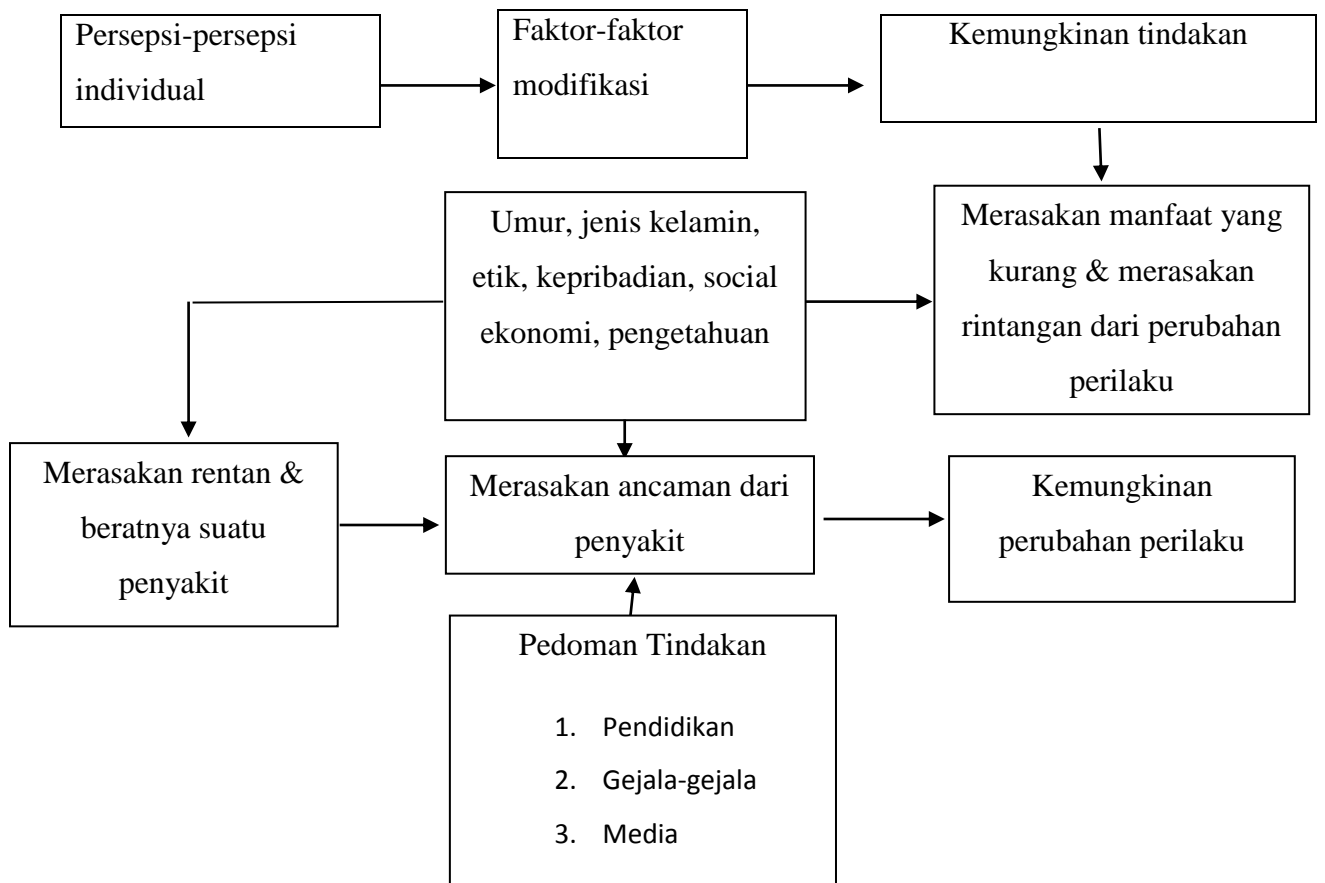 Persepsi-persepsi
individual
Faktor-faktor
modifikasi
Kemungkinan tindakan
Umur, jenis kelamin,
etik, kepribadian, social
ekonomi, pengetahuan
Merasakan manfaat yang
kurang & merasakan
rintangan dari perubahan
perilaku
Merasakan rentan &
beratnya suatu
penyakit
Merasakan ancaman dari
penyakit
Kemungkinan
perubahan perilaku
Pedoman Tindakan
1. Pendidikan
2. Gejala-gejala
3. Media